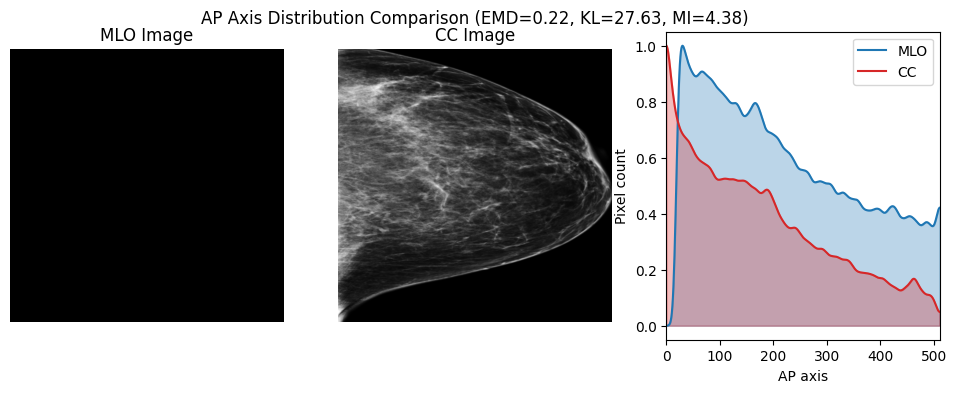 AP Axis Distribution Comparison (EMD=0.22, KL=27.63, MI=4.38)
MLO Image
CC Image
MLO
CC
1.0
0.8
0.6
0.4
0.2
0.0
Pixel count
0 100 200 300 400 500
AP axis